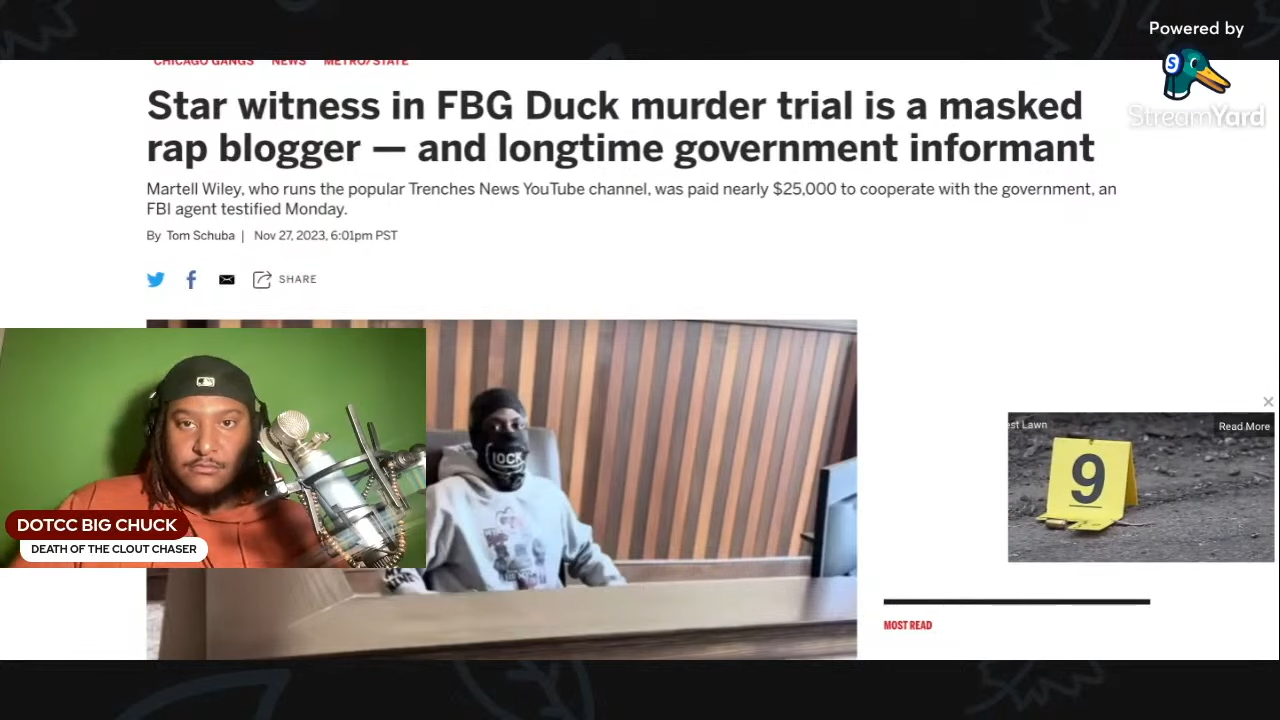 Powered by
StreamYard
CHICAGO GANGS NEWS METRO/STATE
Star witness in FBG Duck murder trial is a masked
rap blogger — and longtime government informant
Martell Wiley, who runs the popular Trenches News YouTube channel, was paid nearly $25,000 to cooperate with the government, an
FBI agent testified Monday.
By Tom Schuba | Nov 27, 2023, 6:01pm PST
SHARE
est Lawn
Read More
9
DOTCC BIG CHUCK
DEATH OF THE CLOUT CHASER
MOST READ